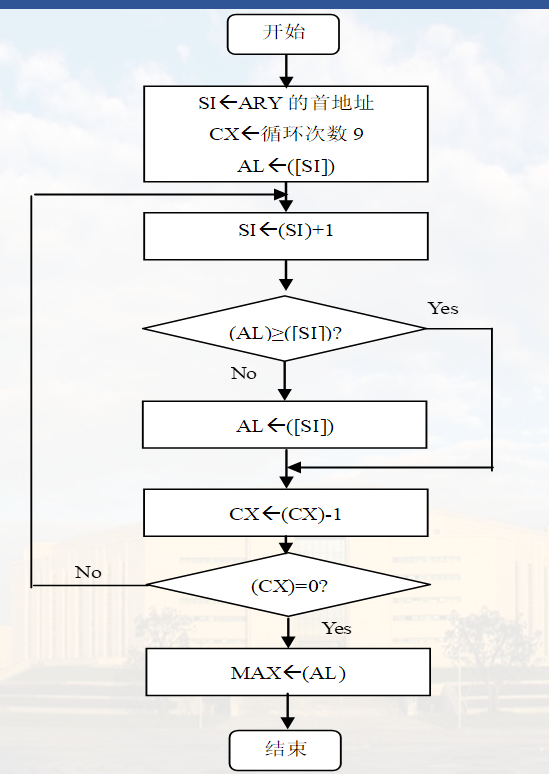 开始
SI←ARY 的首地址
CX←循环次数 9
AL←([SI])
SI←(SI)+1
(AL)≥([SI])?
Yes
No
AL←([SI])
CX←(CX)-1
(CX)=0?
No
Yes
MAX←(AL)
结束